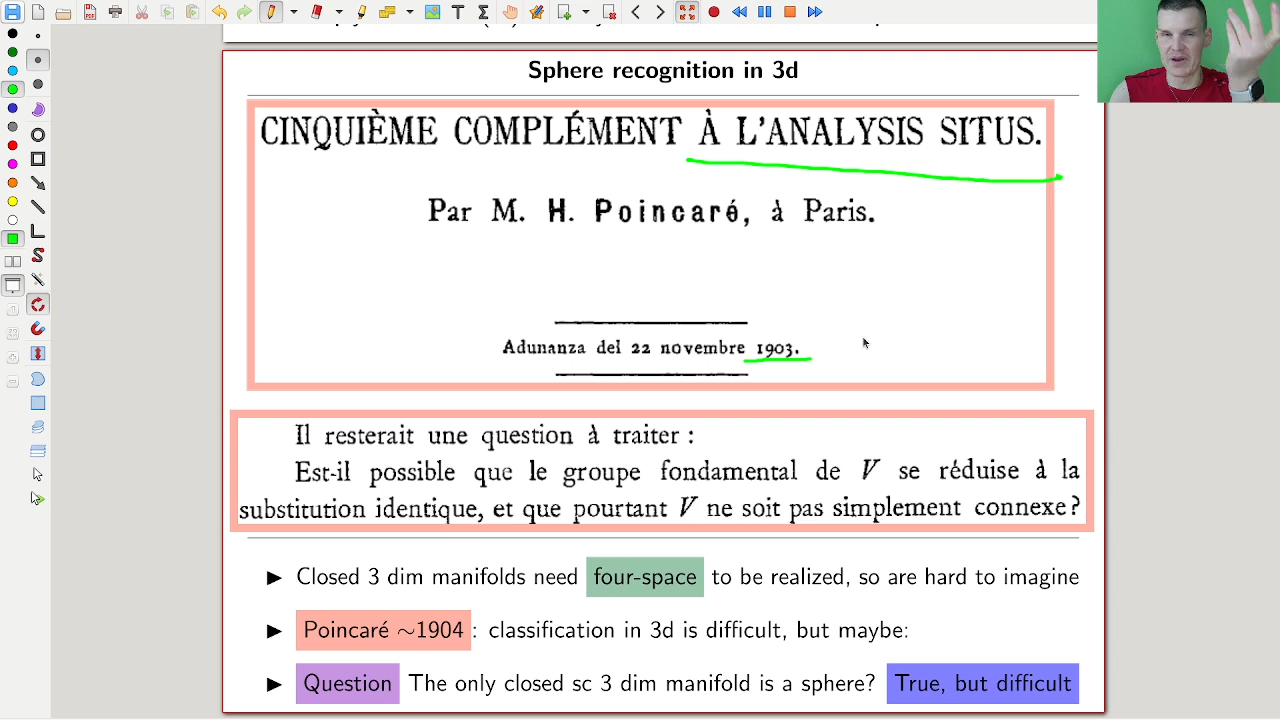 Sphere recognition in 3d
CINQUIÈME COMPLÉMENT À L'ANALYSIS SITUS.
Par M. H. Poincaré, à Paris.
Adunanza del 22 novembre 1903.
Il resterait une question à traiter :
Est-il possible que le groupe fondamental de V se réduise à la
substitution identique, et que pourtant V ne soit pas simplement connexe?
► Closed 3 dim manifolds need four-space to be realized, so are hard to imagine
► Poincaré ~1904 : classification in 3d is difficult, but maybe:
► Question The only closed sc 3 dim manifold is a sphere? True, but difficult